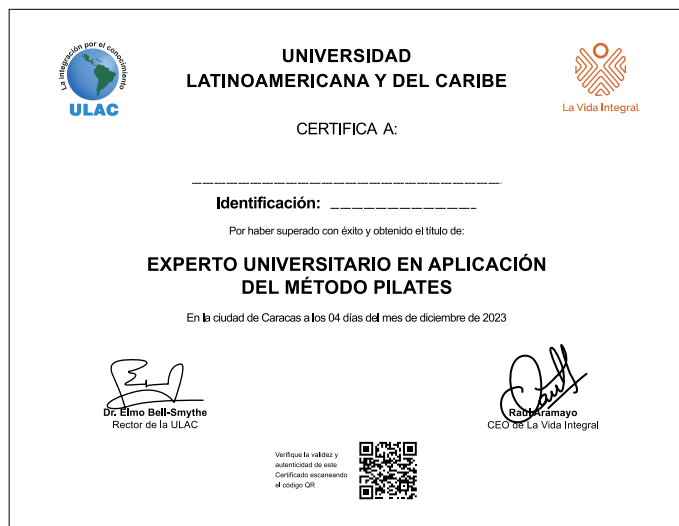 La integración por el conocimiento
ULAC
UNIVERSIDAD
LATINOAMERICANA Y DEL CARIBE
La Vida Integral
CERTIFICA A:
Identificación:
Por haber superado con éxito y obtenido el título de:
EXPERTO UNIVERSITARIO EN APLICACIÓN
DEL MÉTODO PILATES
En la ciudad de Caracas a los 04 días del mes de diciembre de 2023
Dr. Elmo Bell-Smythe
Rector de la ULAC
Raúl Aramayo
CEO de La Vida Integral
Verifique la validez y
autenticidad de este
Certificado escaneando
el código QR